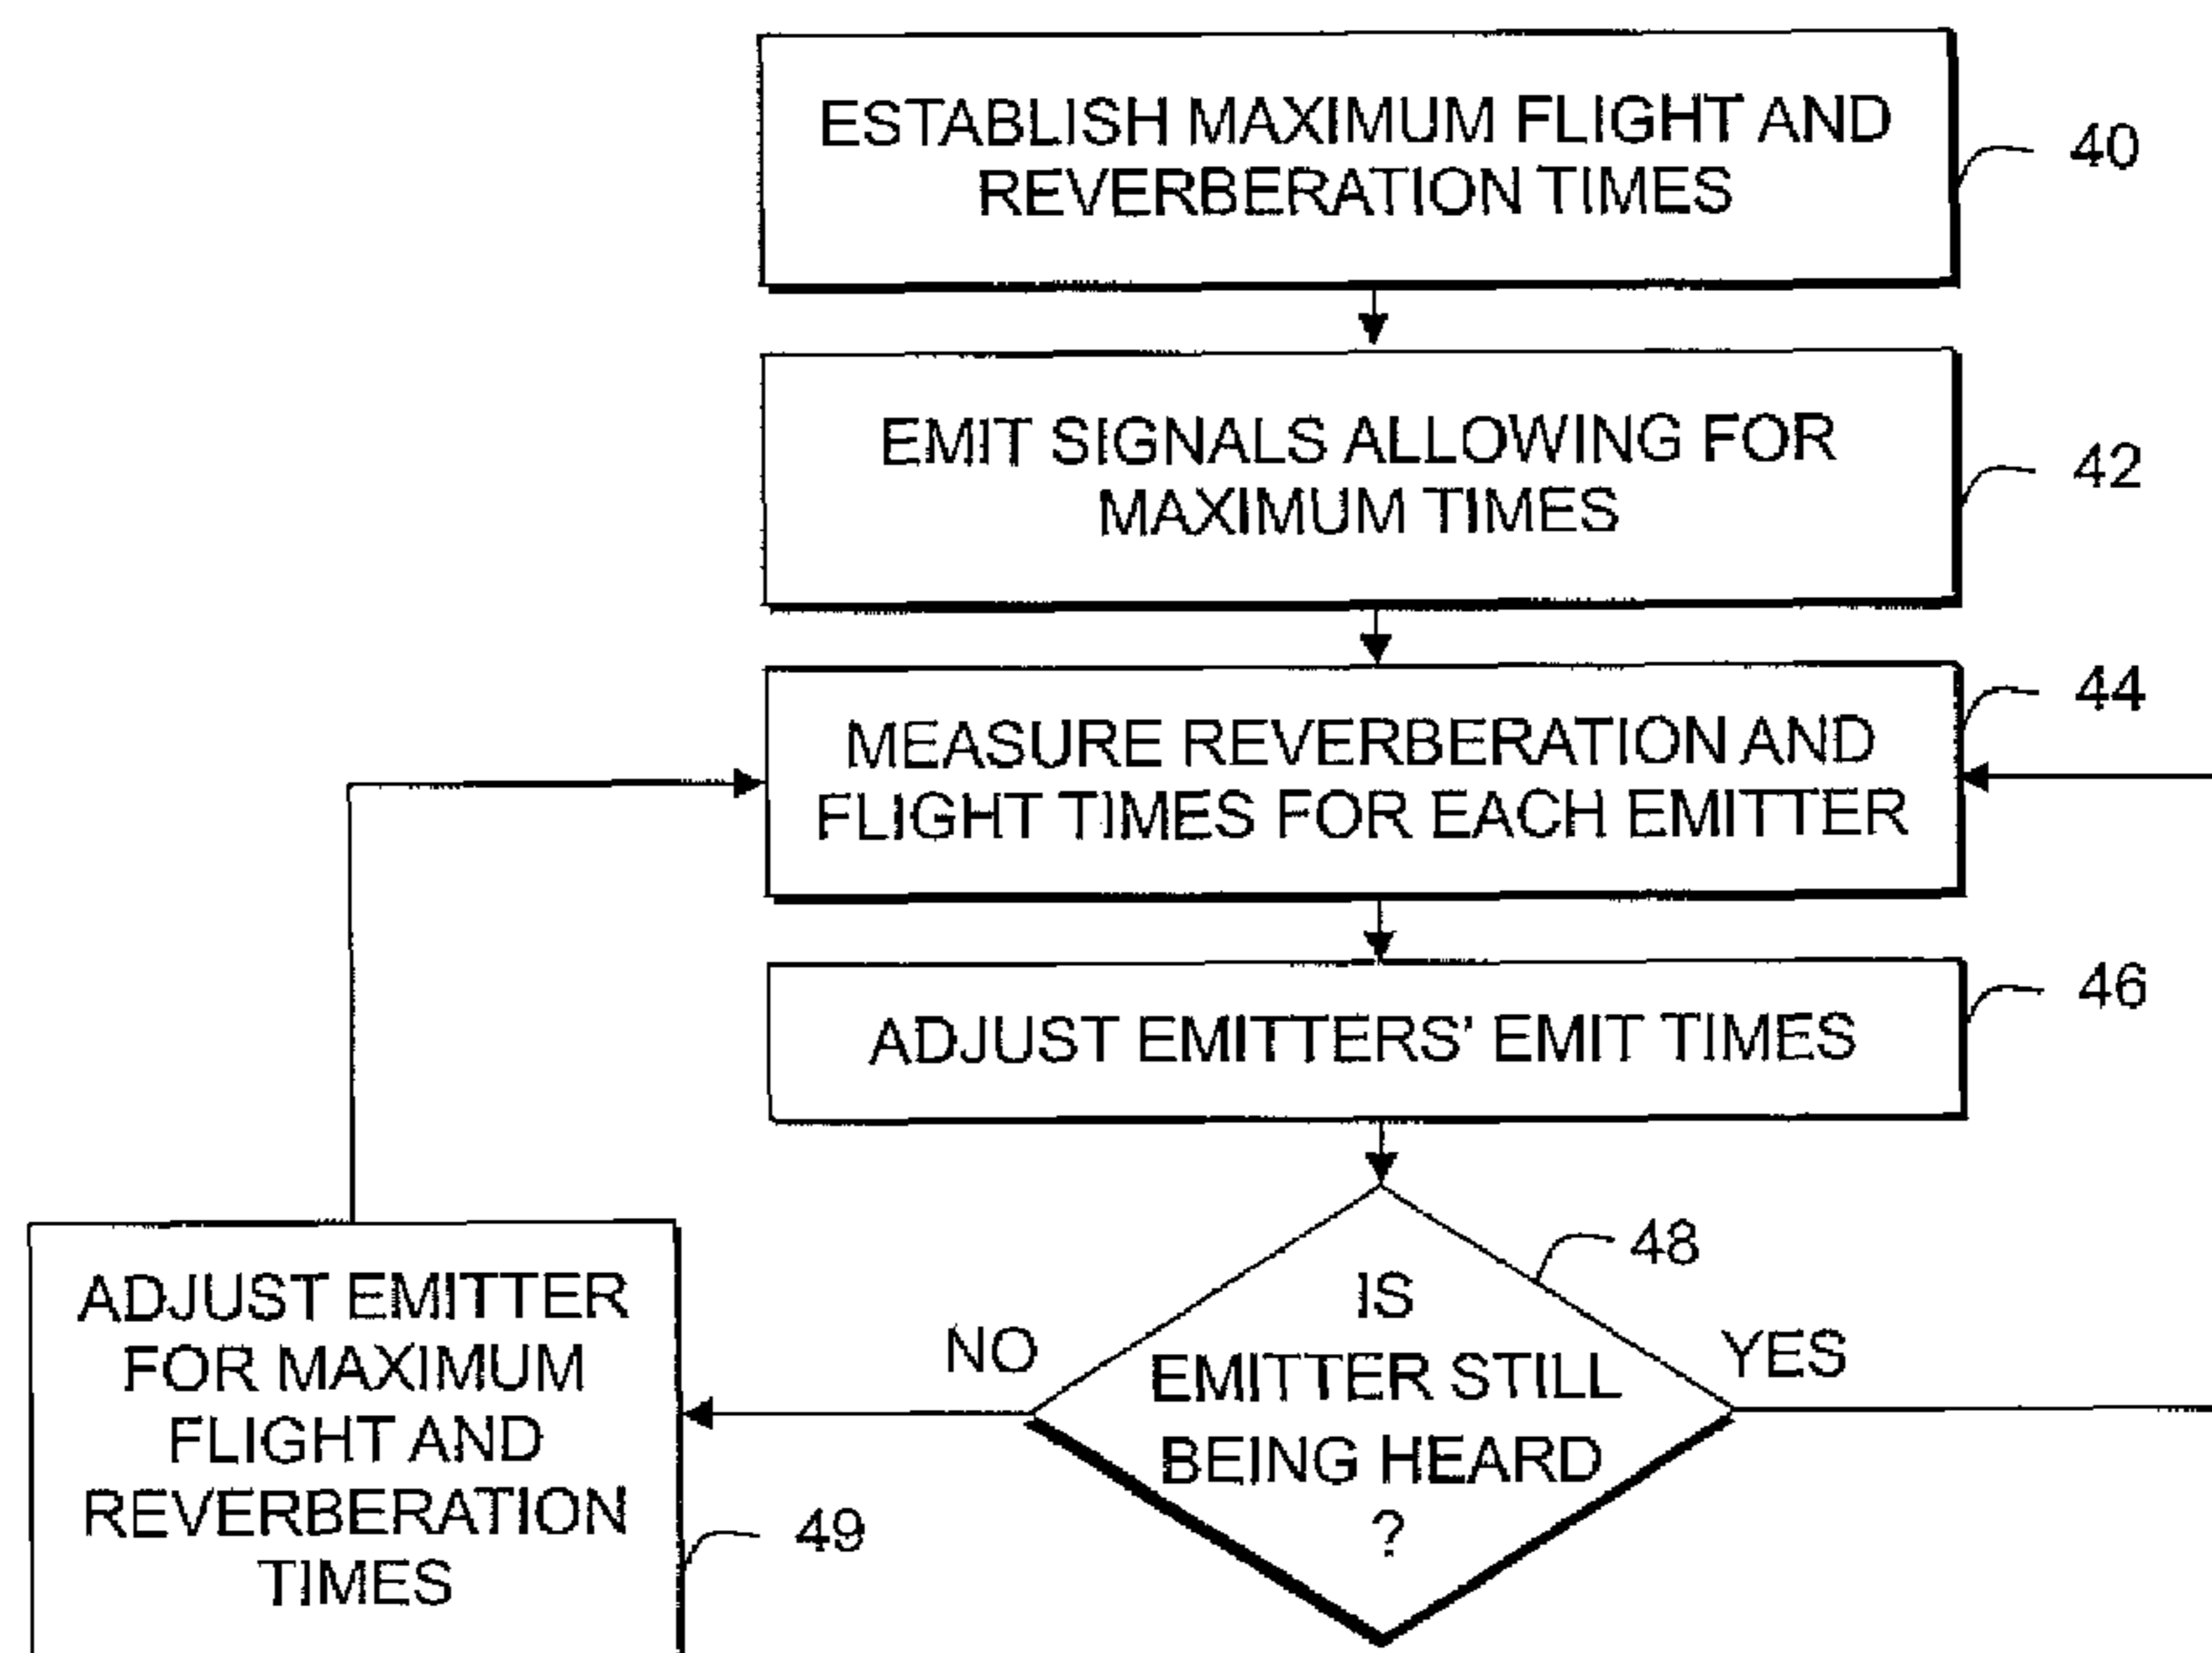 ESTABLISH MAXIMUM FLIGHT AND
REVERBERATION TIMES
40
EMIT SIGNALS ALLOWING FOR
MAXIMUM TIMES
42
MEASURE REVERBERATION AND
FLIGHT TIMES FOR EACH EMITTER
44
ADJUST EMITTERS' EMIT TIMES
46
IS
EMITTER STILL
BEING HEARD
?
48
NO
YES
ADJUST EMITTER
FOR MAXIMUM
FLIGHT AND
REVERBERATION
TIMES
49